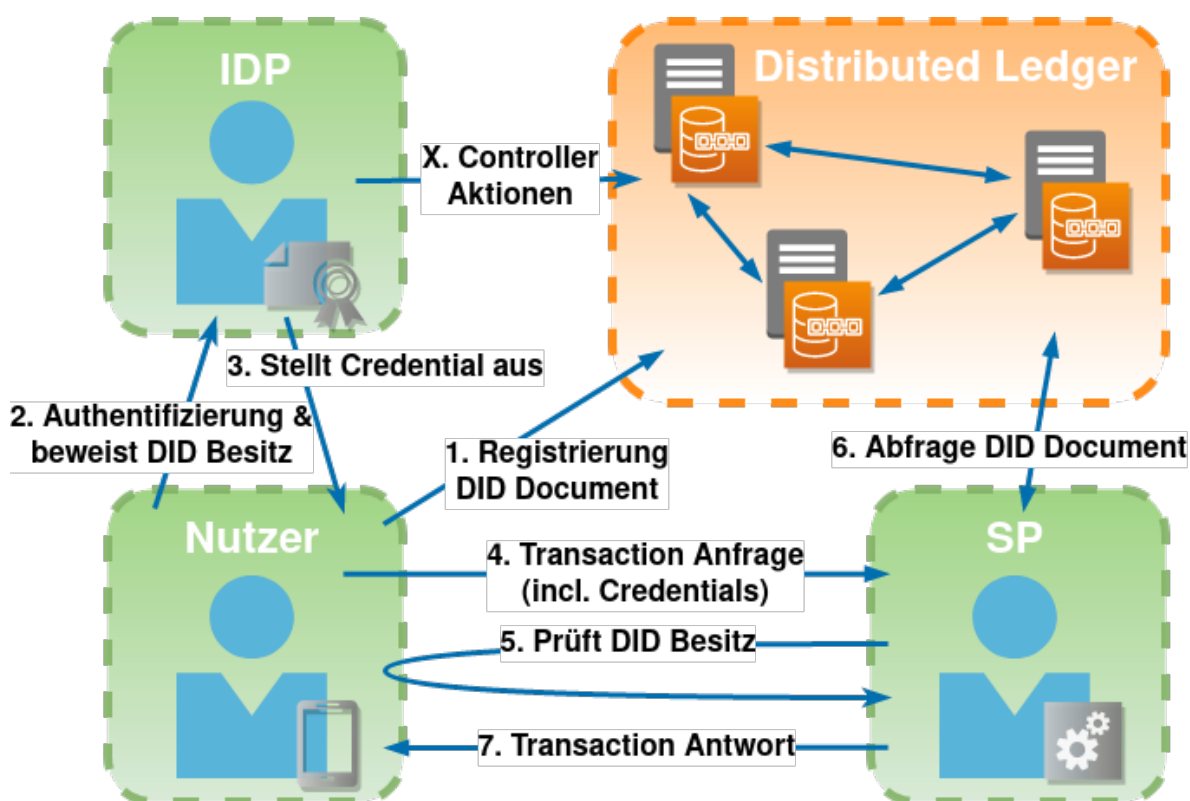 IDP
Distributed Ledger
X. Controller
Aktionen
3. Stellt Credential aus
2. Authentifizierung &
beweist DID Besitz
1. Registrierung
DID Document
6. Abfrage DID Document
Nutzer
SP
4. Transaction Anfrage
(incl. Credentials)
5. Prüft DID Besitz
7. Transaction Antwort